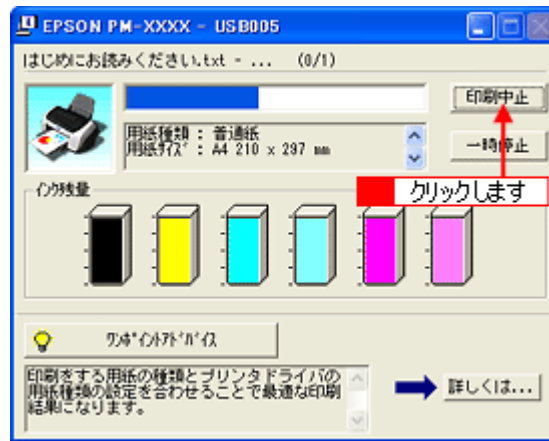 EPSON PM-XXXX - USB005
はじめにお読みください.txt - ... (0/1)
印刷中止
用紙種類 : 普通紙
用紙ｻｲｽﾞ : A4 210 x 297 mm
一時停止
クリックします
ｲﾝｸ残量
ﾜﾝﾎﾟｲﾝﾄｱﾄﾞﾊﾞｲｽ
印刷をする用紙の種類とプリンタドライバの
用紙種類の設定を合わせることで最適な印刷
結果になります。
詳しくは...